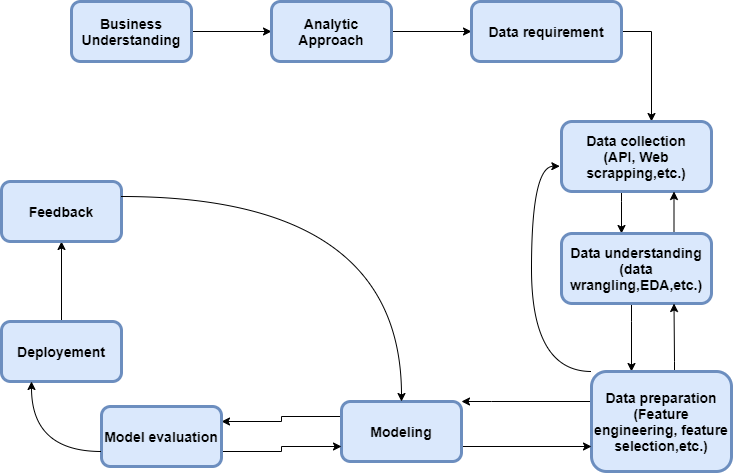 Business
Understanding
Analytic
Approach
Data requirement
Data collection
(API, Web
scrapping,etc.)
Feedback
Data understanding
(data
wrangling,EDA,etc.)
Deployement
Data preparation
(Feature
engineering, feature
selection,etc.)
Modeling
Model evaluation